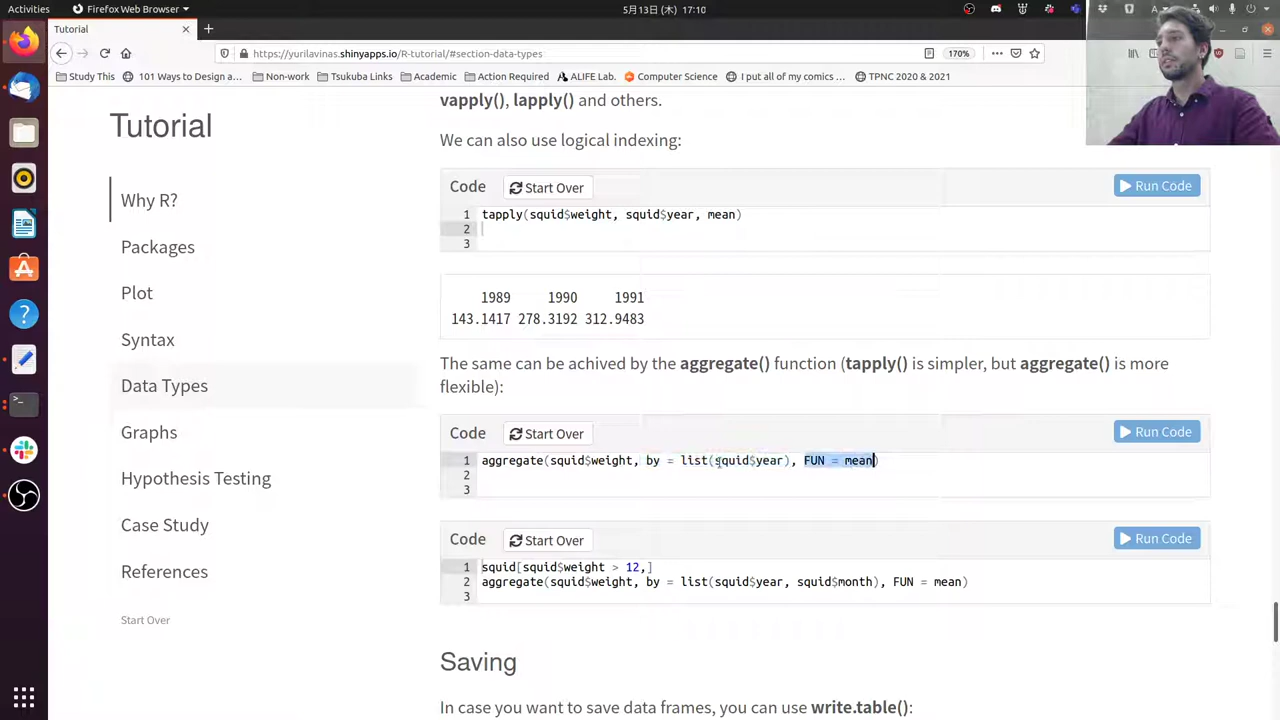 Activities
Firefox Web Browser
5月13日 (木) 17:10
Tutorial
https://yurilavinas.shinyapps.io/R-tutorial/#section-data-types
170%
Study This
101 Ways to Design a...
Non-work
Tsukuba Links
Academic
Action Required
ALIFE Lab.
Computer Science
I put all of my comics ...
TPNC 2020 & 2021
Tutorial
Why R?
Packages
Plot
Syntax
Data Types
Graphs
Hypothesis Testing
Case Study
References
Start Over
vapply(), lapply() and others.
We can also use logical indexing:
Code
Start Over
Run Code
1 tapply(squid$weight, squid$year, mean)
2
3
1989 1990 1991
143.1417 278.3192 312.9483
The same can be achived by the aggregate() function (tapply() is simpler, but aggregate() is more
flexible):
Code
Start Over
Run Code
1 aggregate(squid$weight, by = list(squid$year), FUN = mean)
2
3
Code
Start Over
Run Code
1 squid[squid$weight > 12,]
2 aggregate(squid$weight, by = list(squid$year, squid$month), FUN = mean)
3
Saving
In case you want to save data frames, you can use write.table():